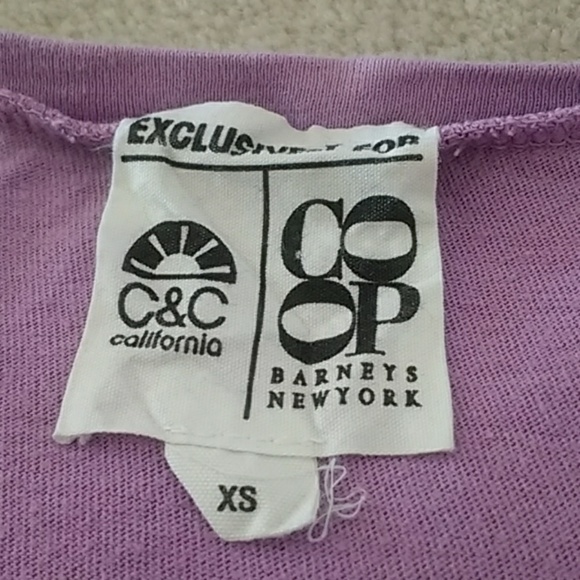 EXCLUSIVELY FOR
C&C
california
CO
OP
BARNEYS
NEWYORK
XS